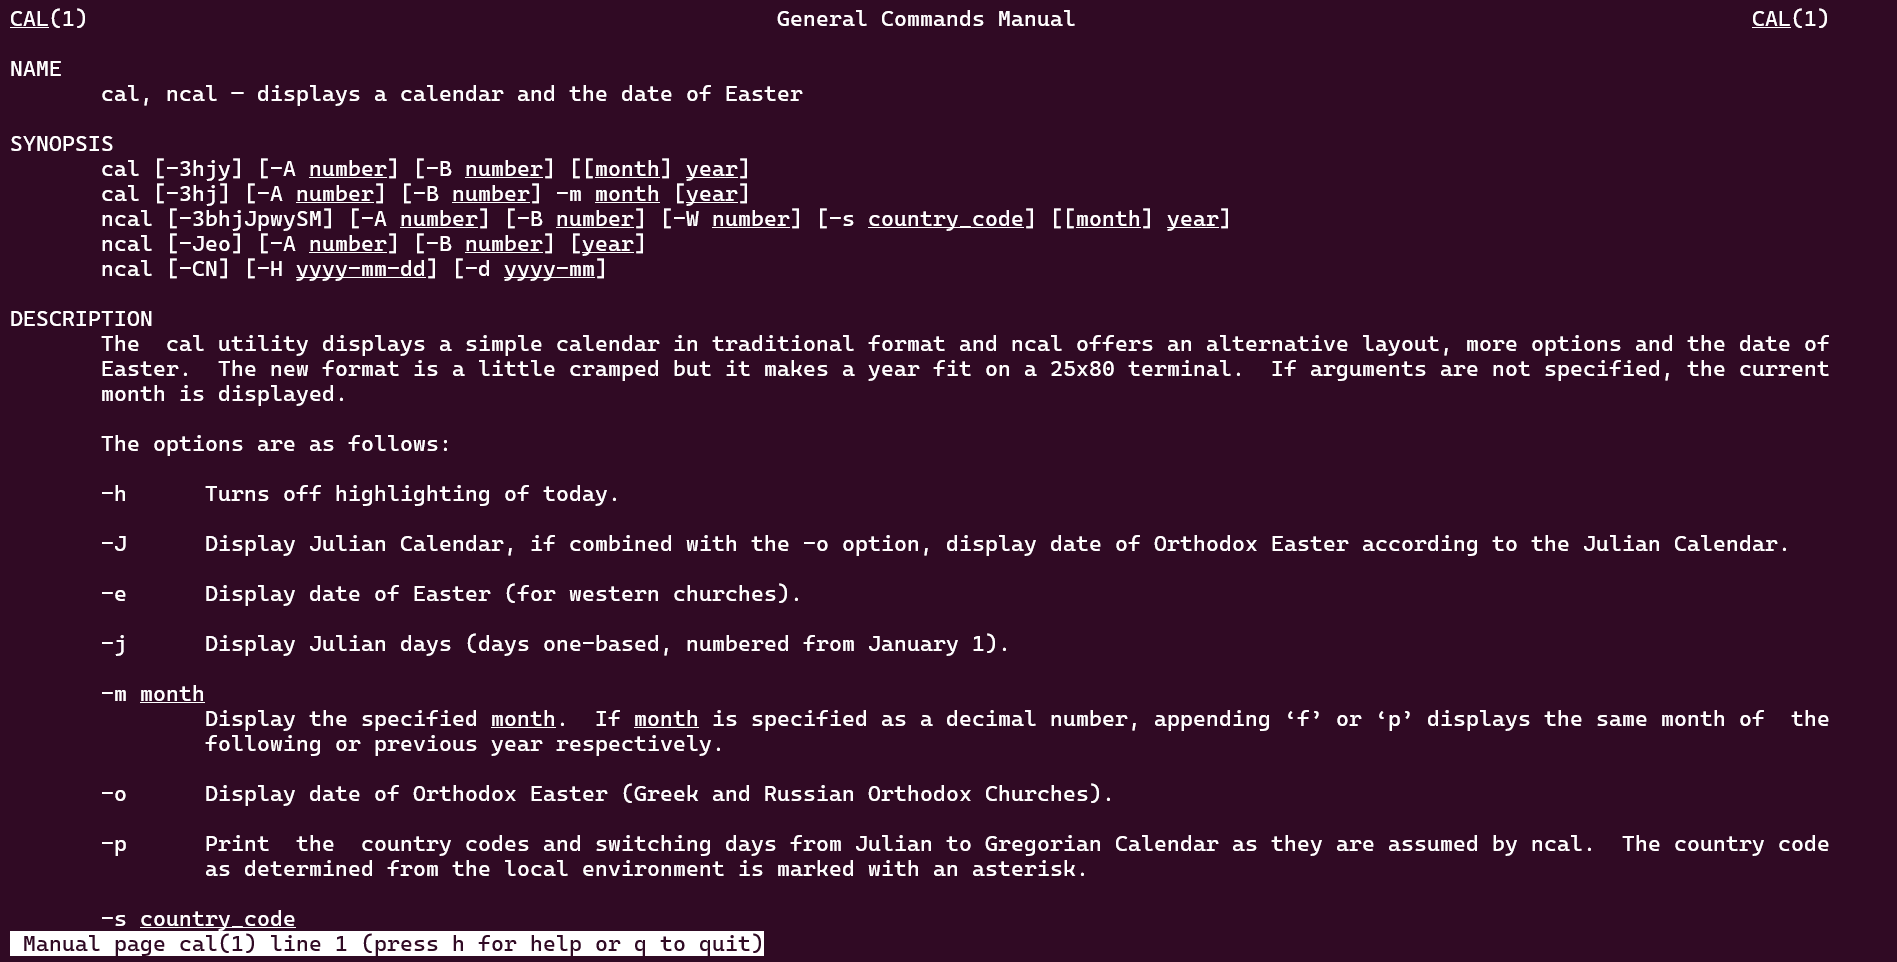 CAL(1)                                                     General Commands Manual                                                    CAL(1)

NAME
       cal, ncal — displays a calendar and the date of Easter

SYNOPSIS
       cal [-3hjy] [-A number] [-B number] [[month] year]
       cal [-3hj] [-A number] [-B number] -m month [year]
       ncal [-3bhjJpwySM] [-A number] [-B number] [-W number] [-s country_code] [[month] year]
       ncal [-Jeo] [-A number] [-B number] [year]
       ncal [-CN] [-H yyyy-mm-dd] [-d yyyy-mm]

DESCRIPTION
       The  cal utility displays a simple calendar in traditional format and ncal offers an alternative layout, more options and the date of
       Easter.  The new format is a little cramped but it makes a year fit on a 25x80 terminal.  If arguments are not specified, the current
       month is displayed.

       The options are as follows:

       -h      Turns off highlighting of today.

       -J      Display Julian Calendar, if combined with the -o option, display date of Orthodox Easter according to the Julian Calendar.

       -e      Display date of Easter (for western churches).

       -j      Display Julian days (days one-based, numbered from January 1).

       -m month
               Display the specified month.  If month is specified as a decimal number, appending ‘f’ or ‘p’ displays the same month of  the
               following or previous year respectively.

       -o      Display date of Orthodox Easter (Greek and Russian Orthodox Churches).

       -p      Print  the  country codes and switching days from Julian to Gregorian Calendar as they are assumed by ncal.  The country code
               as determined from the local environment is marked with an asterisk.

       -s country_code
 Manual page cal(1) line 1 (press h for help or q to quit)